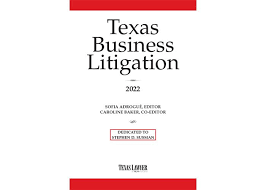 Texas
Business
Litigation
2022
SOFIA ADROGUÉ, EDITOR
CAROLINE BAKER, CO-EDITOR
DEDICATED TO
STEPHEN D. SUSMAN
TEXAS LAWYER